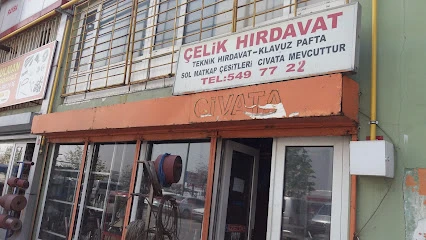 ÇELİK HIRDAVAT
TEKNİK HIRDAVAT-KLAVUZ PAFTA
SOL MATKAP ÇEŞİTLERİ CIVATA MEVCUTTUR
TEL:549 77 22
CIVATA